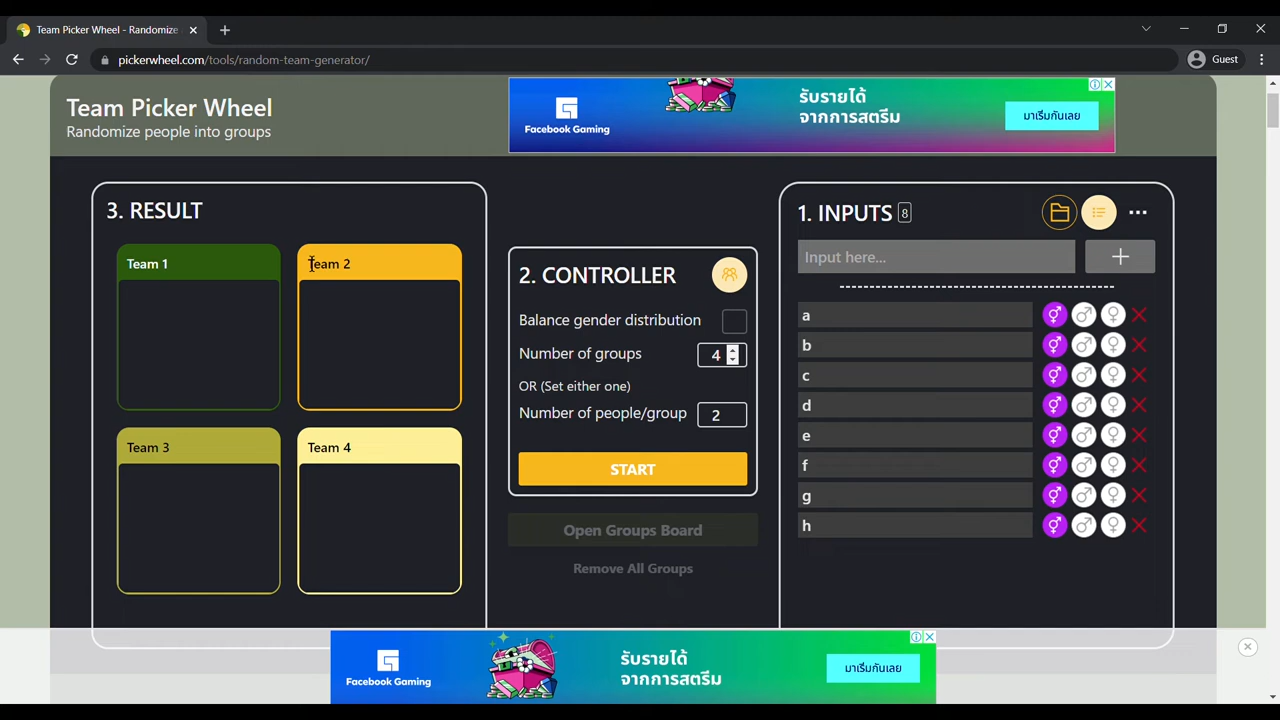 Team Picker Wheel - Randomize
pickerwheel.com/tools/random-team-generator/
Guest
Team Picker Wheel
Randomize people into groups
Facebook Gaming
รับรายได้
จากการสตรีม
มาเริ่มกันเลย
3. RESULT
Team 1
Team 2
Team 3
Team 4
2. CONTROLLER
Balance gender distribution
Number of groups 4
OR (Set either one)
Number of people/group 2
START
Open Groups Board
Remove All Groups
1. INPUTS 8
Input here...
a
b
c
d
e
f
g
h
Facebook Gaming
รับรายได้
จากการสตรีม
มาเริ่มกันเลย